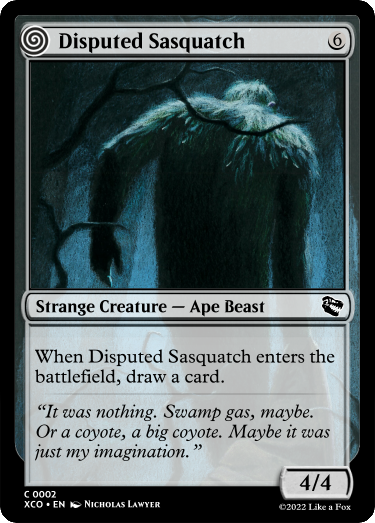 Disputed Sasquatch 6
Strange Creature — Ape Beast
When Disputed Sasquatch enters the
battlefield, draw a card.
“It was nothing. Swamp gas, maybe.
Or a coyote, a big coyote. Maybe it was
just my imagination.”
4/4
C 0002
XCO • EN Nicholas Lawyer
©2022 Like a Fox